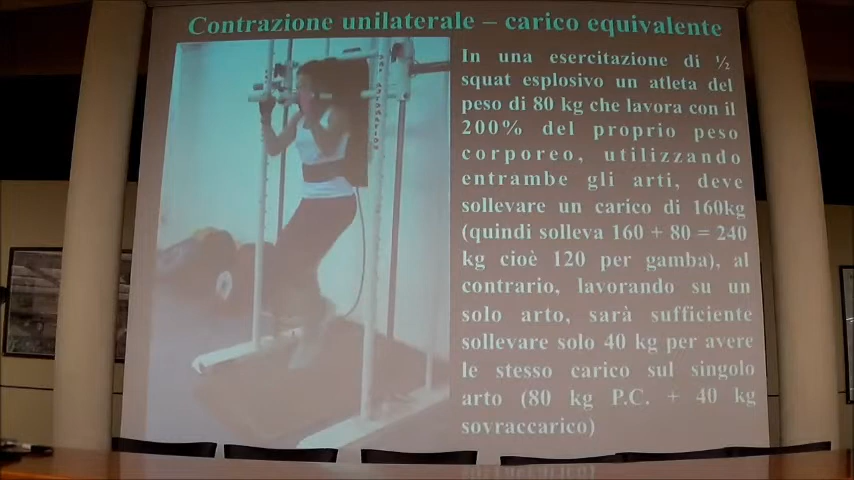 Contrazione unilaterale – carico equivalente
In una esercitazione di ½
squat esplosivo un atleta del
peso di 80 kg che lavora con il
200% del proprio peso
corporeo, utilizzando
entrambe gli arti, deve
sollevare un carico di 160kg
(quindi solleva 160 + 80 = 240
kg cioè 120 per gamba), al
contrario, lavorando su un
solo arto, sarà sufficiente
sollevare solo 40 kg per avere
le stesso carico sul singolo
arto (80 kg P.C. + 40 kg
sovraccarico)